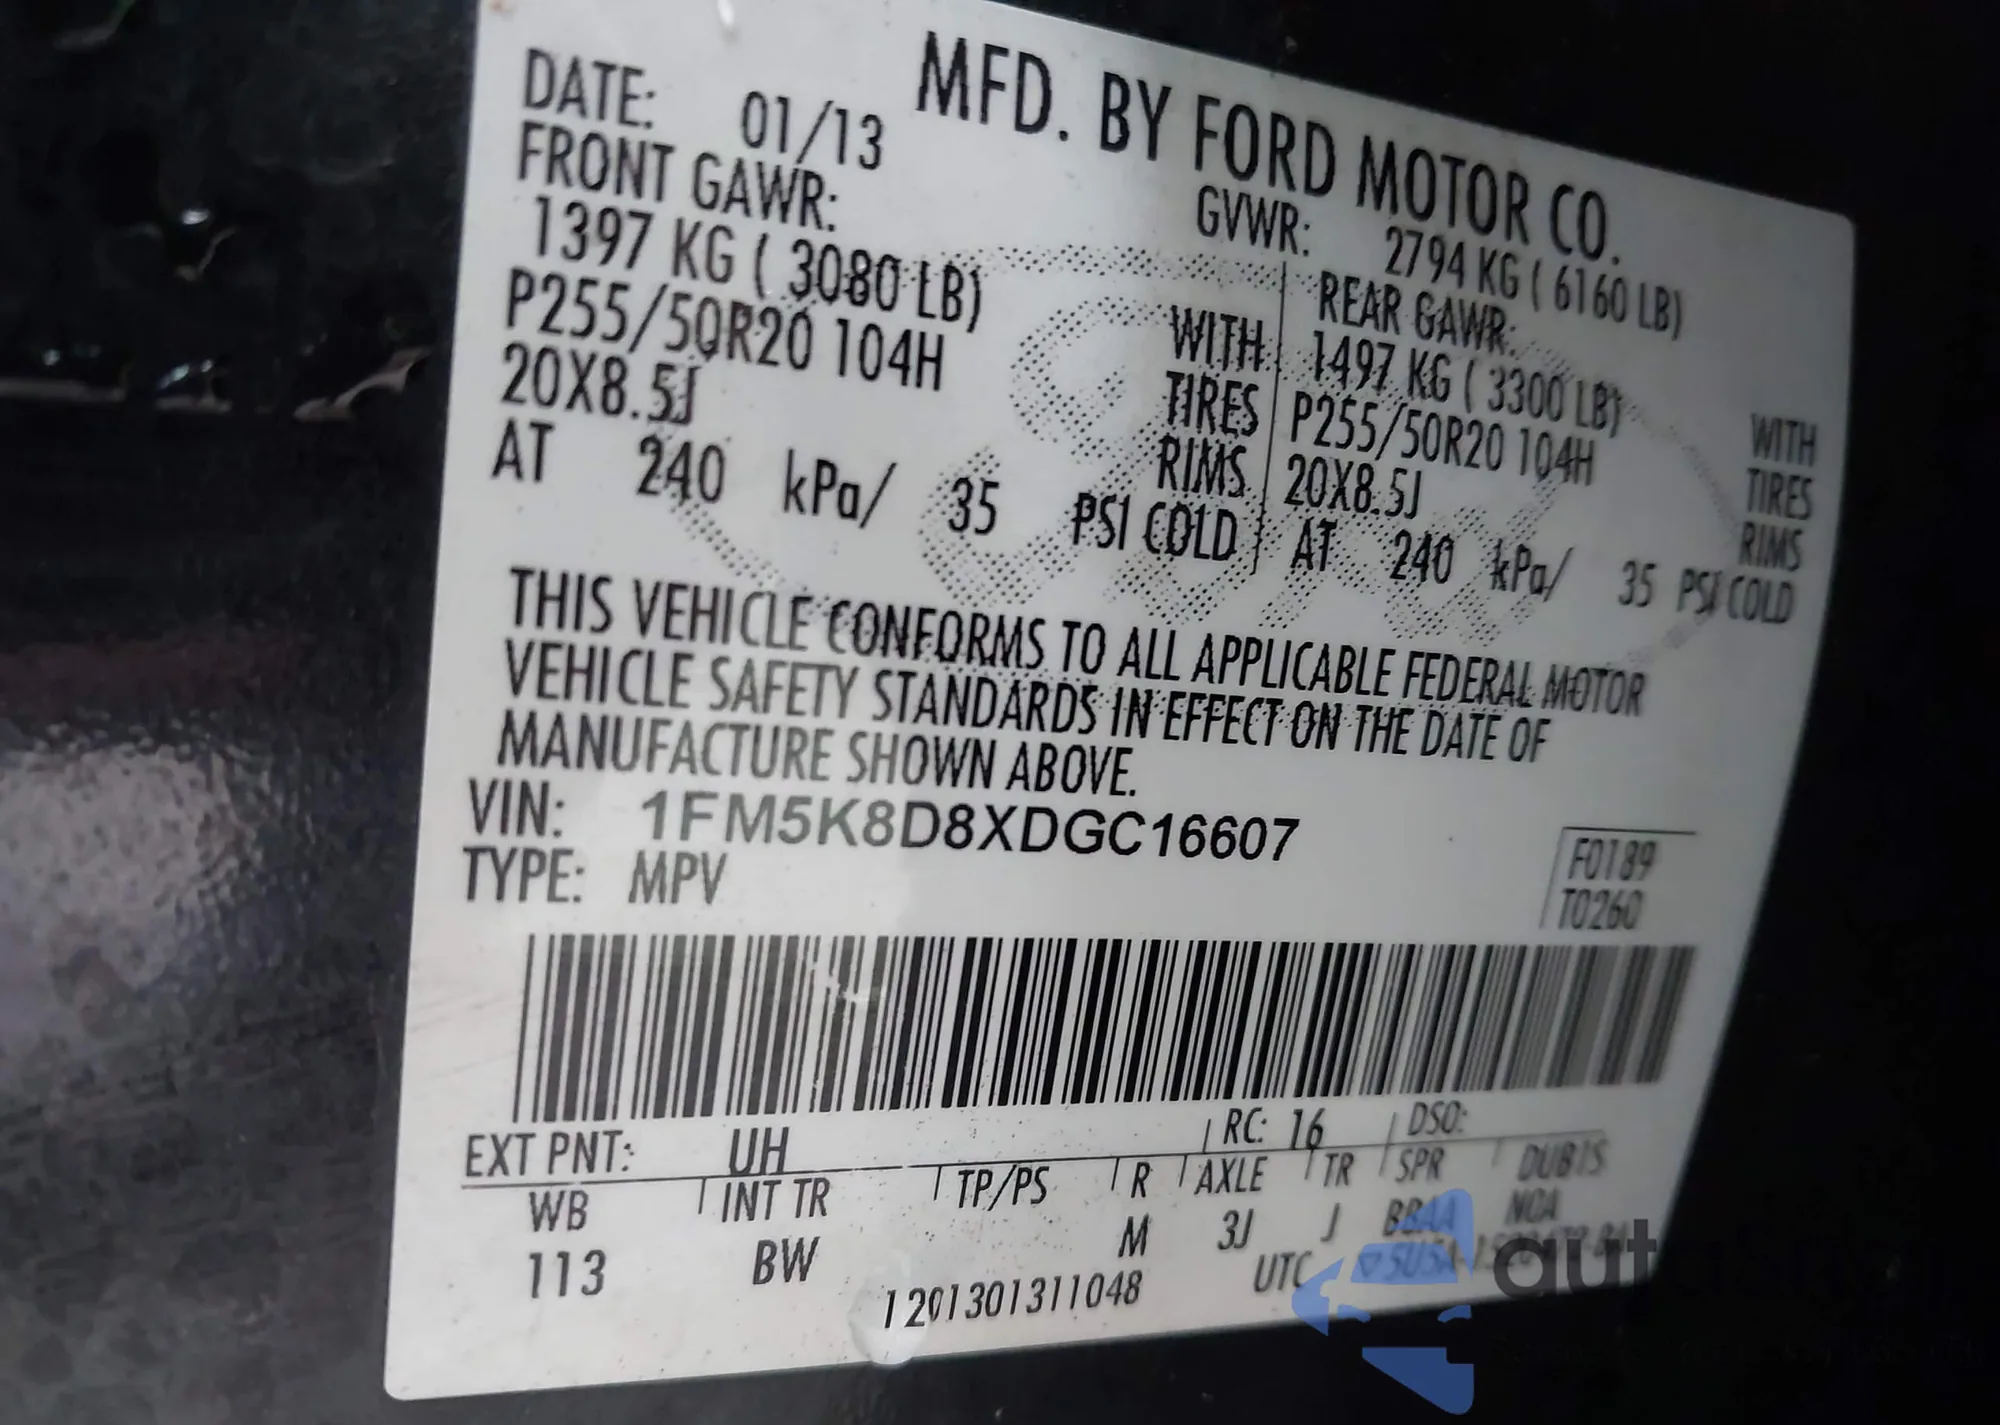 MFD. BY FORD MOTOR CO.
DATE: 01/13
GVWR: 2794 KG ( 6160 LB)
FRONT GAWR:
1397 KG ( 3080 LB)
P255/50R20 104H
20X8.5J
AT 240 kPa/ 35 PSI COLD
WITH
TIRES
RIMS
REAR GAWR:
1497 KG ( 3300 LB)
P255/50R20 104H
20X8.5J
AT 240 kPa/ 35 PSI COLD
WITH
TIRES
RIMS
THIS VEHICLE CONFORMS TO ALL APPLICABLE FEDERAL MOTOR
VEHICLE SAFETY STANDARDS IN EFFECT ON THE DATE OF
MANUFACTURE SHOWN ABOVE.
VIN: 1FM5K8D8XDGC16607
TYPE: MPV
F0189
T0260
EXT PNT: UH RC: 16 DSO:
WB INT TR TP/PS R AXLE TR SPR
113 BW M 3J J
1201301311048
UTC